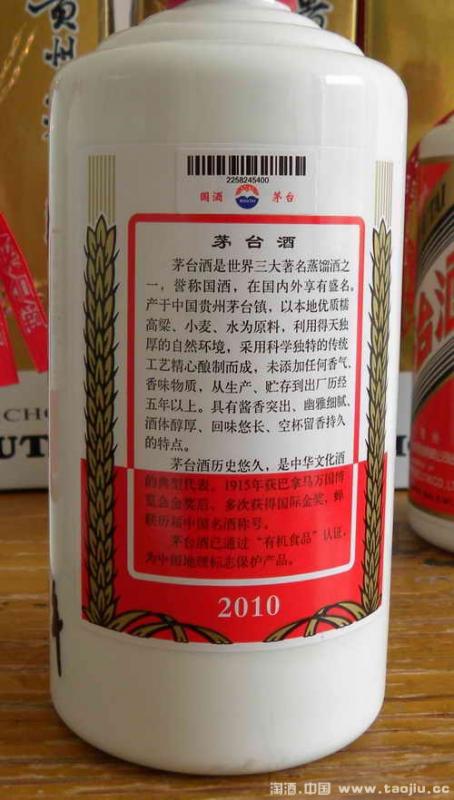 贵州
2258245400
国酒 茅台
茅台酒
茅台酒是世界三大著名蒸馏酒之
一，誉称国酒，在国内外享有盛名。
产于中国贵州茅台镇，以本地优质糯
高粱、小麦、水为原料，利用得天独
厚的自然环境，采用科学独特的传统
工艺精心酿制而成，未添加任何香气、
香味物质，从生产、贮存到出厂历经
五年以上。具有酱香突出、幽雅细腻、
酒体醇厚、回味悠长、空杯留香持久
的特点。
茅台酒历史悠久，是中华文化酒
的典型代表。1915年获巴拿马万国博
览会金奖后、多次获得国际金奖，蝉
联历届中国名酒称号。
茅台酒已通过“有机食品”认证，
为中国地理标志保护产品。
2010
淘酒.中国 www.taojiu.cc